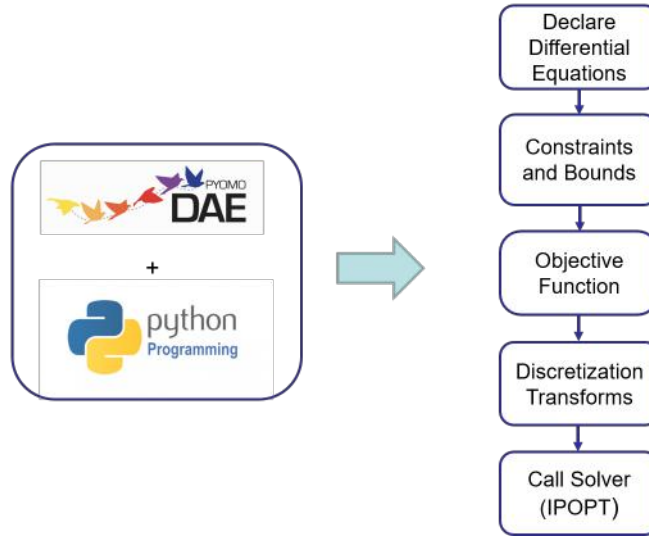 PYOMO
DAE
+
python
Programming
Declare
Differential
Equations
Constraints
and Bounds
Objective
Function
Discretization
Transforms
Call Solver
(IPOPT)